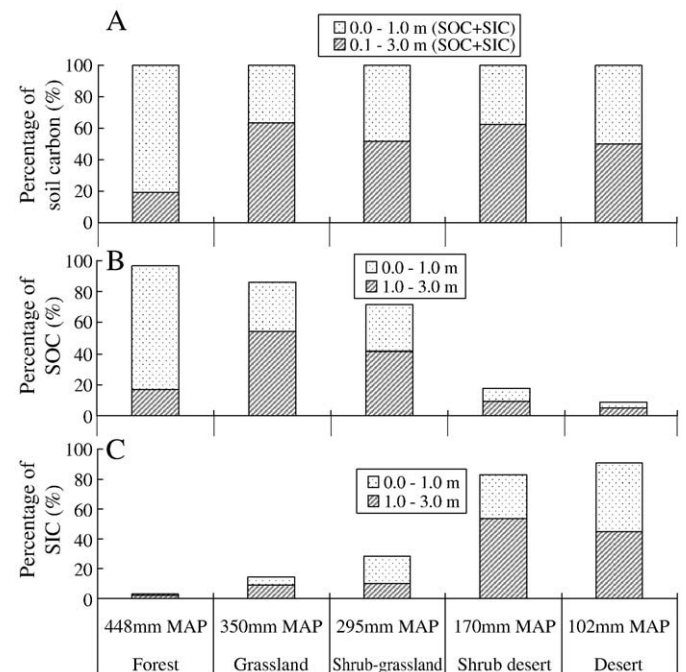 A
0.0 - 1.0 m (SOC+SIC)
0.1 - 3.0 m (SOC+SIC)
Percentage of
soil carbon (%)
100
80
60
40
20
0
B
0.0 - 1.0 m
1.0 - 3.0 m
Percentage of
SOC (%)
100
80
60
40
20
0
C
0.0 - 1.0 m
1.0 - 3.0 m
Percentage of
SIC (%)
100
80
60
40
20
0
448mm MAP 350mm MAP 295mm MAP 170mm MAP 102mm MAP
Forest Grassland Shrub-grassland Shrub desert Desert